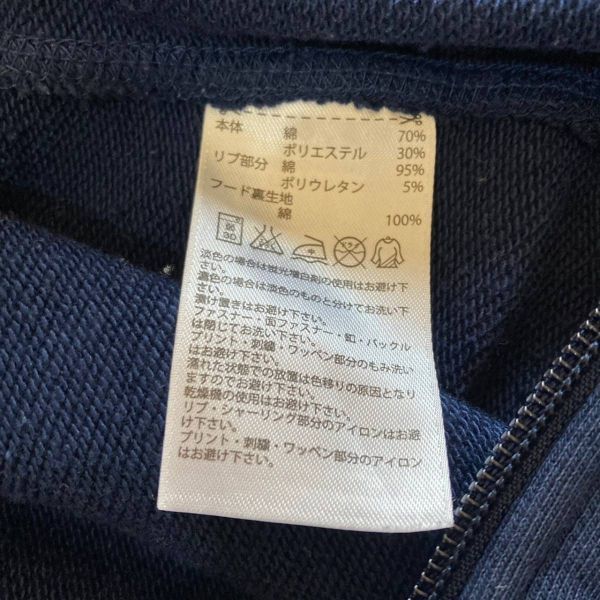 本体 綿 70%
ポリエステル 30%
リブ部分 綿 95%
ポリウレタン 5%
フード裏生地
綿 100%
弱
30
淡色の場合は蛍光増白剤の使用はお避け下さい。
濃色の場合は淡色のものと分けてお洗い下さい。
漬け置きはお避け下さい。
ファスナー・面ファスナー・釦・バックル
は閉じてお洗い下さい。
プリント・刺繍・ワッペン部分のもみ洗い
はお避け下さい。
濡れた状態での放置は色移りの原因となり
ますのでお避け下さい。
乾燥機の使用はお避け下さい。
リブ・シャーリング部分のアイロンはお避
け下さい。
プリント・刺繍・ワッペン部分のアイロン
はお避け下さい。